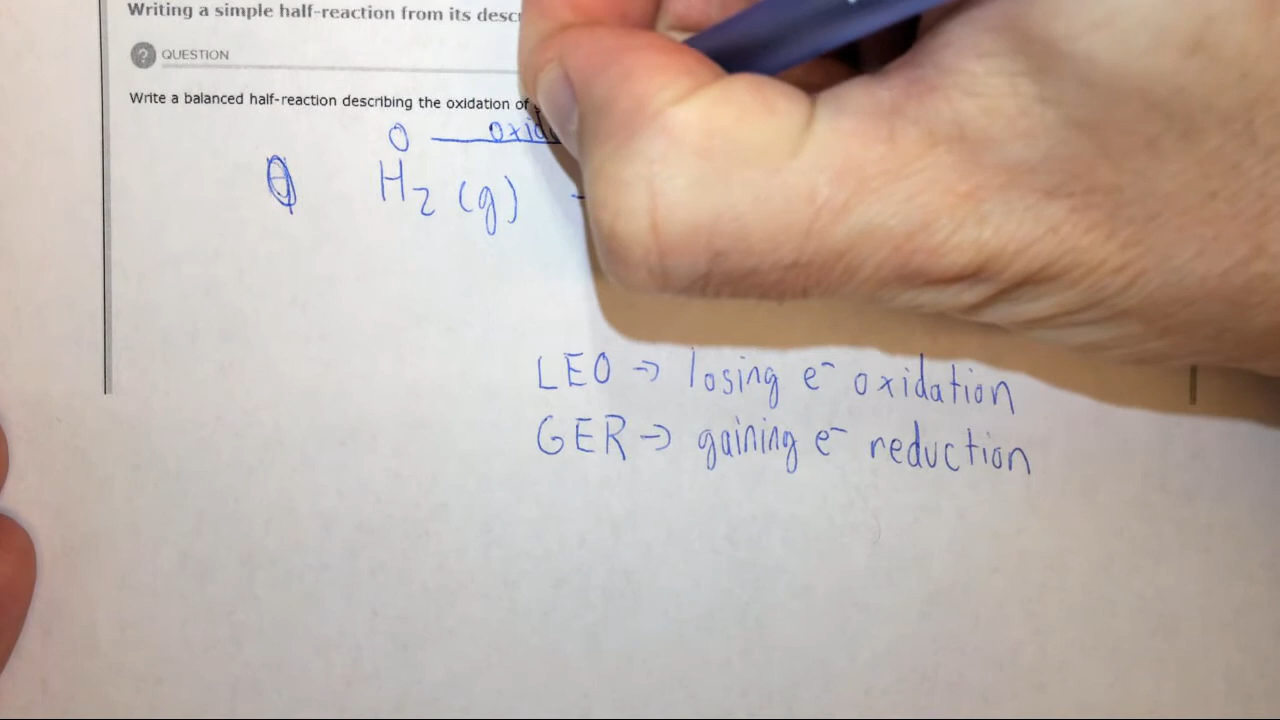 Writing a simple half-reaction from its
QUESTION
Write a balanced half-reaction describing the oxidation of
0
H₂ (g)
LEO → losing e⁻ oxidation
GER → gaining e⁻ reduction